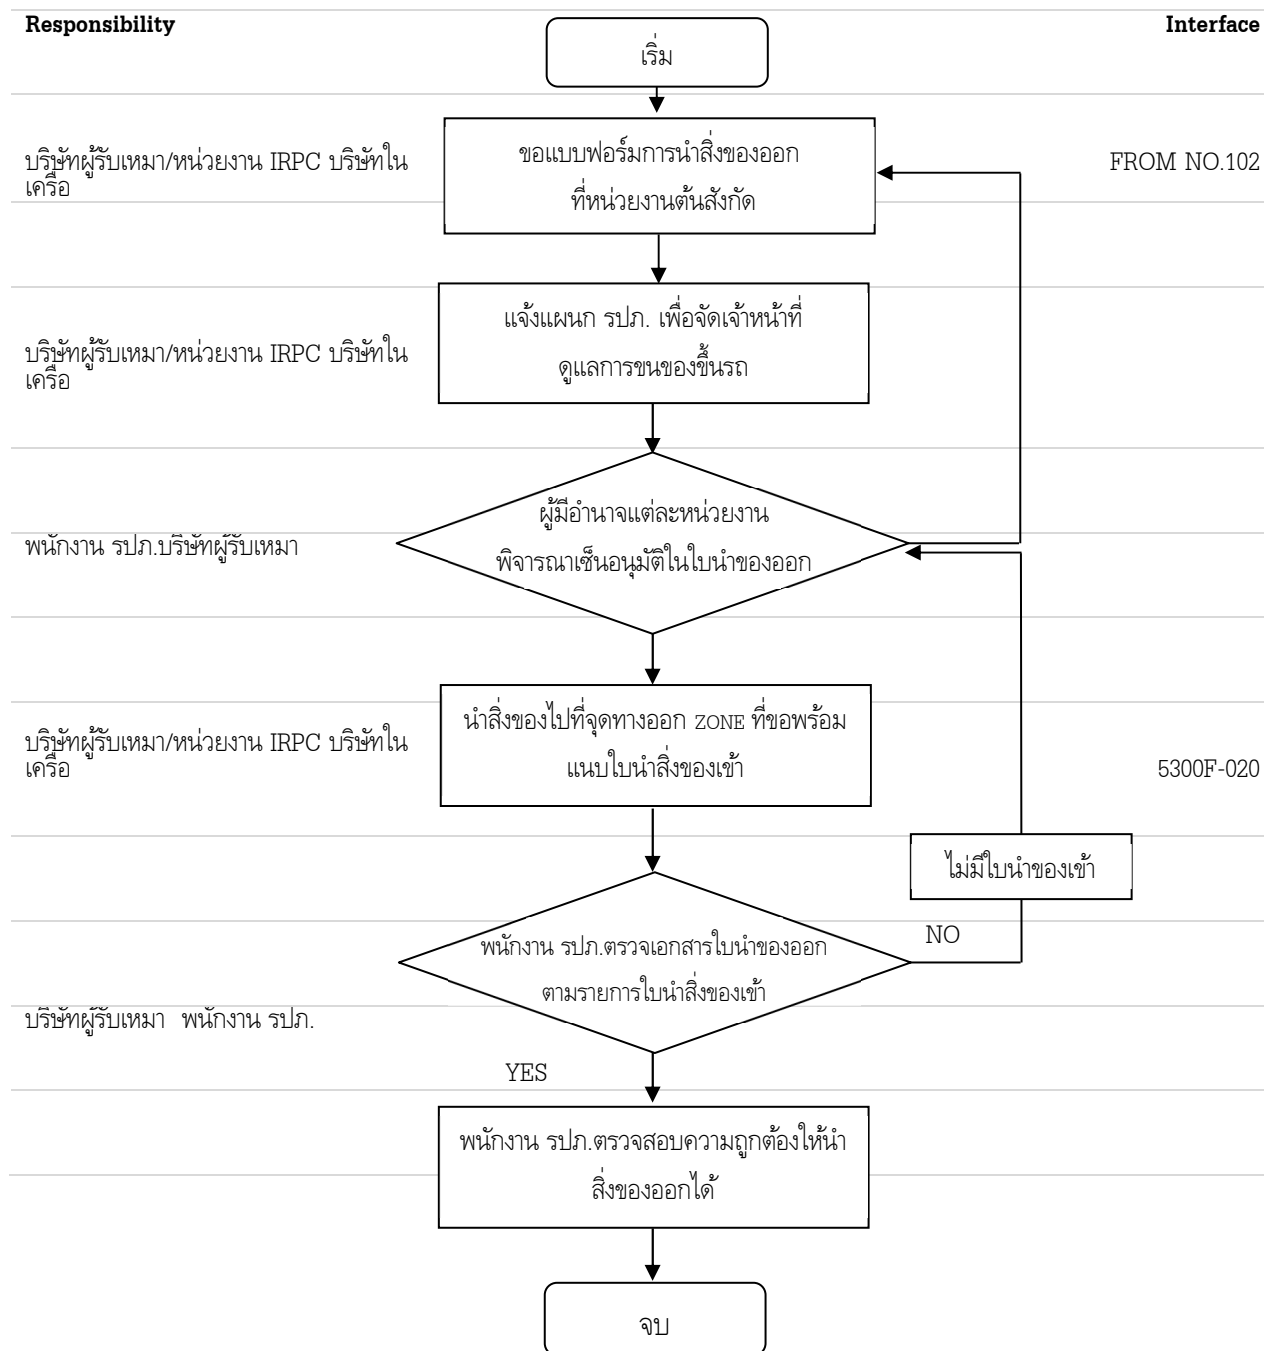 Responsibility
Interface
เริ่ม
บริษัทผู้รับเหมา/หน่วยงาน IRPC บริษัทใน
เครือ
ขอแบบฟอร์มการนำสิ่งของออก
ที่หน่วยงานต้นสังกัด
FROM NO.102
บริษัทผู้รับเหมา/หน่วยงาน IRPC บริษัทใน
เครือ
แจ้งแผนก รปภ. เพื่อจัดเจ้าหน้าที่
ดูแลการขนของขึ้นรถ
พนักงาน รปภ.บริษัทผู้รับเหมา
ผู้มีอำนาจแต่ละหน่วยงาน
พิจารณาเซ็นอนุมัติในใบนำของออก
บริษัทผู้รับเหมา/หน่วยงาน IRPC บริษัทใน
เครือ
นำสิ่งของไปที่จุดทางออก ZONE ที่ขอพร้อม
แนบใบนำสิ่งของเข้า
5300F-020
ไม่มีใบนำของเข้า
NO
พนักงาน รปภ.ตรวจเอกสารใบนำของออก
ตามรายการใบนำสิ่งของเข้า
บริษัทผู้รับเหมา พนักงาน รปภ.
YES
พนักงาน รปภ.ตรวจสอบความถูกต้องให้นำ
สิ่งของออกได้
จบ